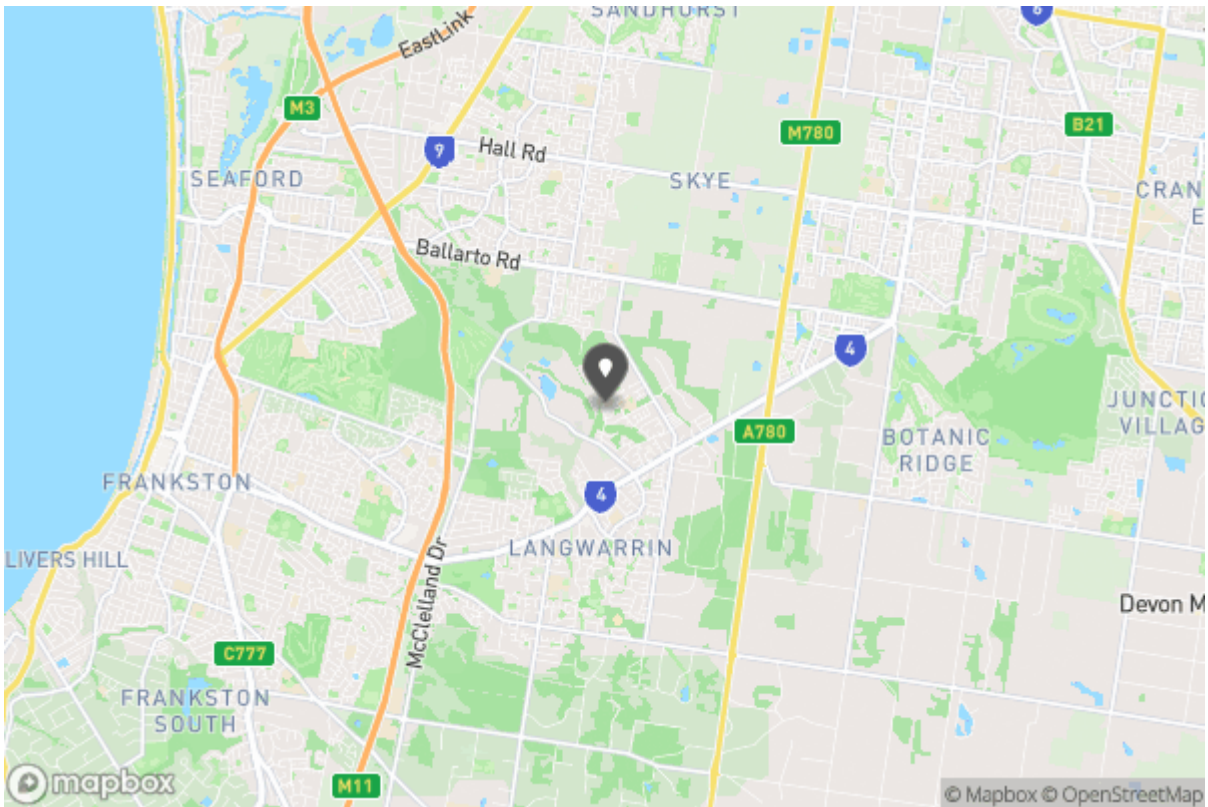 SANDHURST
6
EastLink
M3
B21
M780
9
Hall Rd
SEAFORD
SKYE
CRAN
E
Ballarto Rd
4
JUNCTIO
VILLAG
A780
BOTANIC
RIDGE
FRANKSTON
4
LANGWARRIN
LIVERS HILL
McClelland Dr
Devon M
C777
FRANKSTON
SOUTH
M11
mapbox
© Mapbox © OpenStreetMap